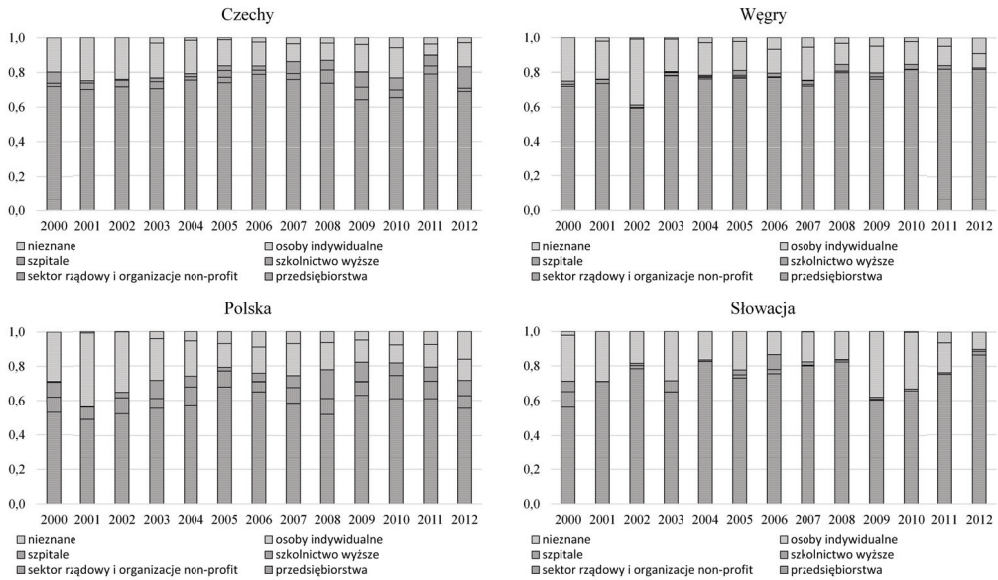 Czechy
1,0
0,8
0,6
0,4
0,2
0,0
2000 2001 2002 2003 2004 2005 2006 2007 2008 2009 2010 2011 2012
nieznane osoby indywidualne
szpitale szkolnictwo wyższe
sektor rządowy i organizacje non-profit przedsiębiorstwa
Węgry
1,0
0,8
0,6
0,4
0,2
0,0
2000 2001 2002 2003 2004 2005 2006 2007 2008 2009 2010 2011 2012
nieznane osoby indywidualne
szpitale szkolnictwo wyższe
sektor rządowy i organizacje non-profit przedsiębiorstwa
Polska
1,0
0,8
0,6
0,4
0,2
0,0
2000 2001 2002 2003 2004 2005 2006 2007 2008 2009 2010 2011 2012
nieznane osoby indywidualne
szpitale szkolnictwo wyższe
sektor rządowy i organizacje non-profit przedsiębiorstwa
Słowacja
1,0
0,8
0,6
0,4
0,2
0,0
2000 2001 2002 2003 2004 2005 2006 2007 2008 2009 2010 2011 2012
nieznane osoby indywidualne
szpitale szkolnictwo wyższe
sektor rządowy i organizacje non-profit przedsiębiorstwa